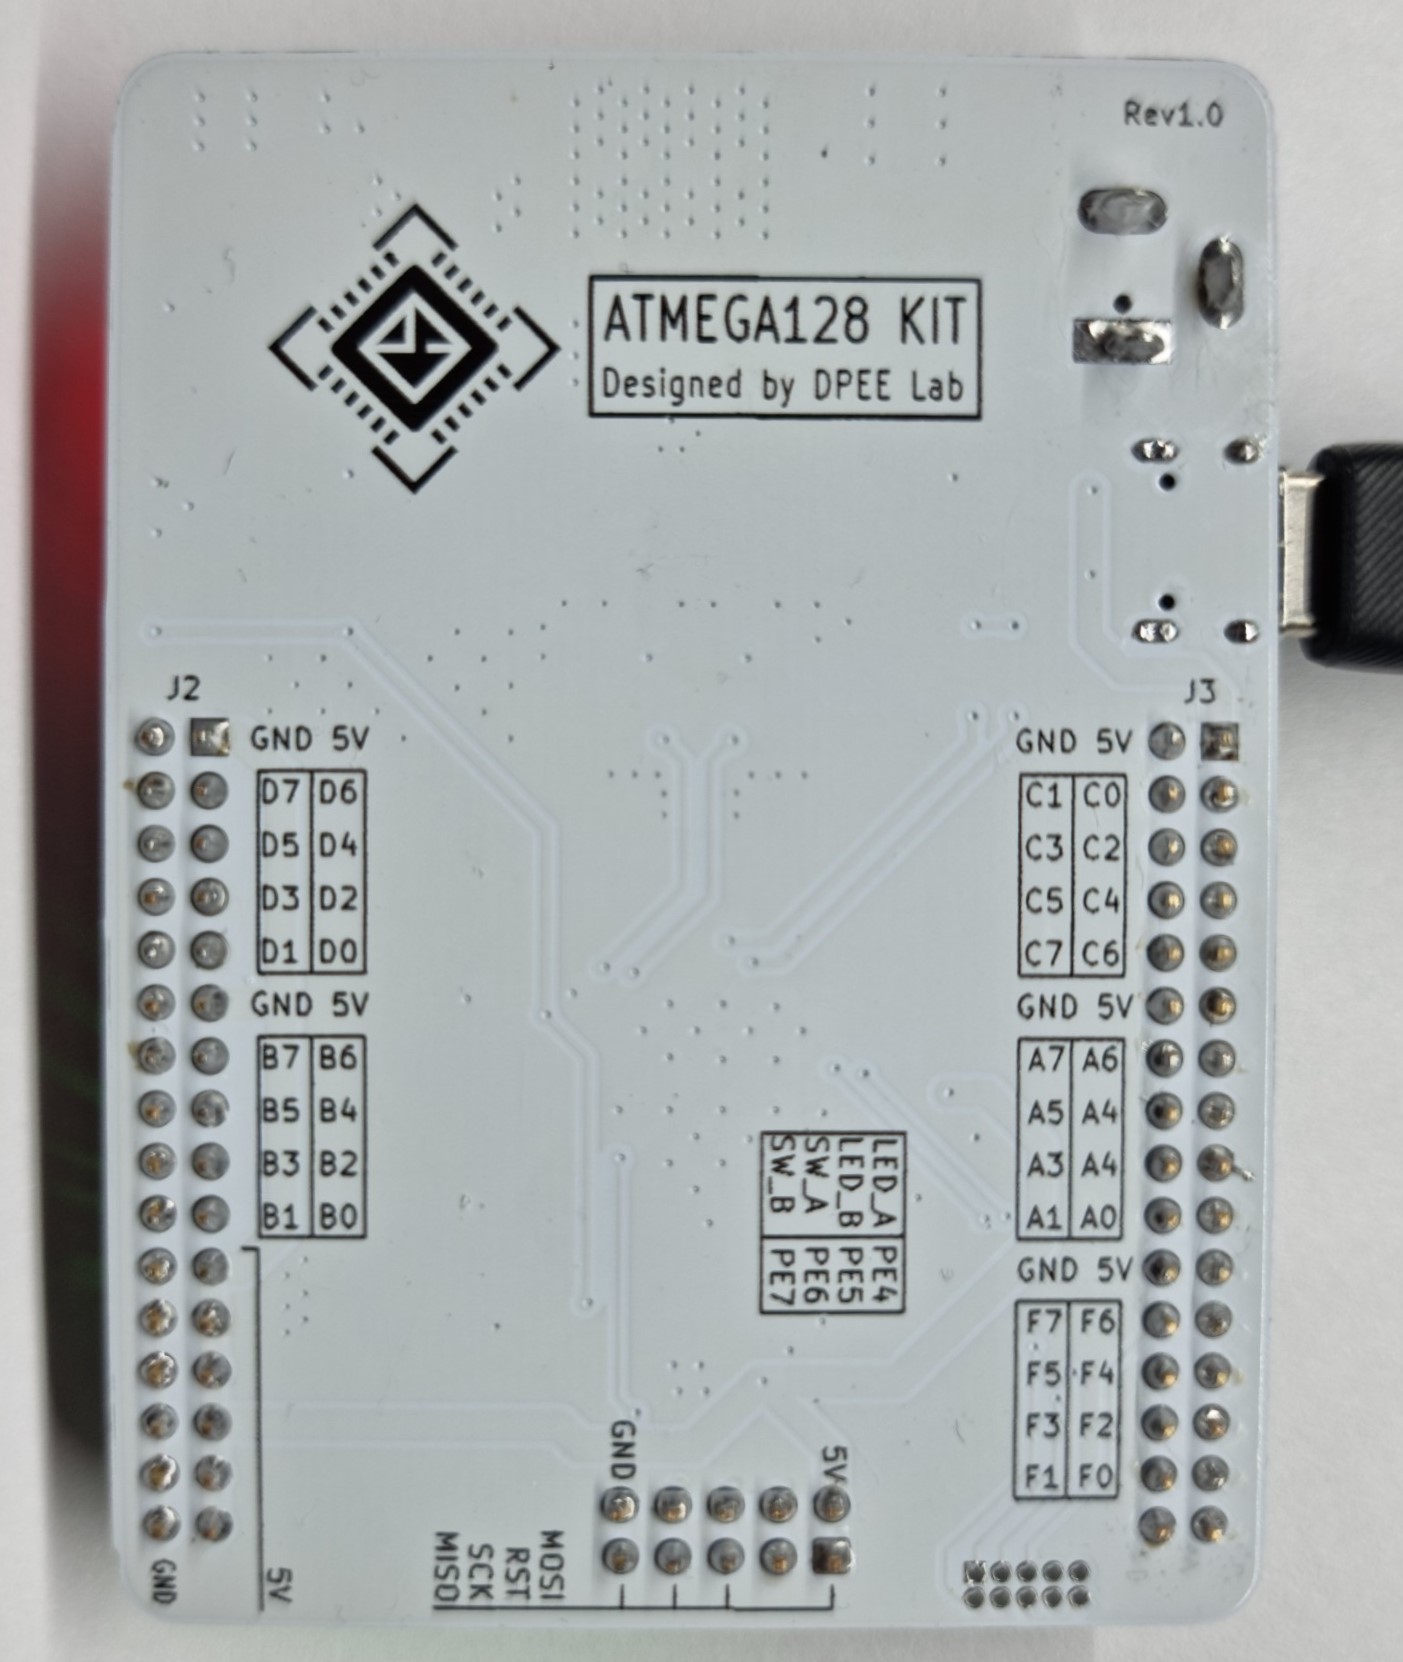 Rev1.0
ATMEGA128 KIT
Designed by DPEE Lab
J2
GND 5V
D7 D6
D5 D4
D3 D2
D1 D0
GND 5V
B7 B6
B5 B4
B3 B2
B1 B0
GND
5V
J3
GND 5V
C1 C0
C3 C2
C5 C4
C7 C6
GND 5V
A7 A6
A5 A4
A3 A4
A1 A0
GND 5V
F7 F6
F5 F4
F3 F2
F1 F0
LED_A PE4
LED_B PE5
SW_A PE6
SW_B PE7
GND
5V
MOSI
RST
SCK
MISO